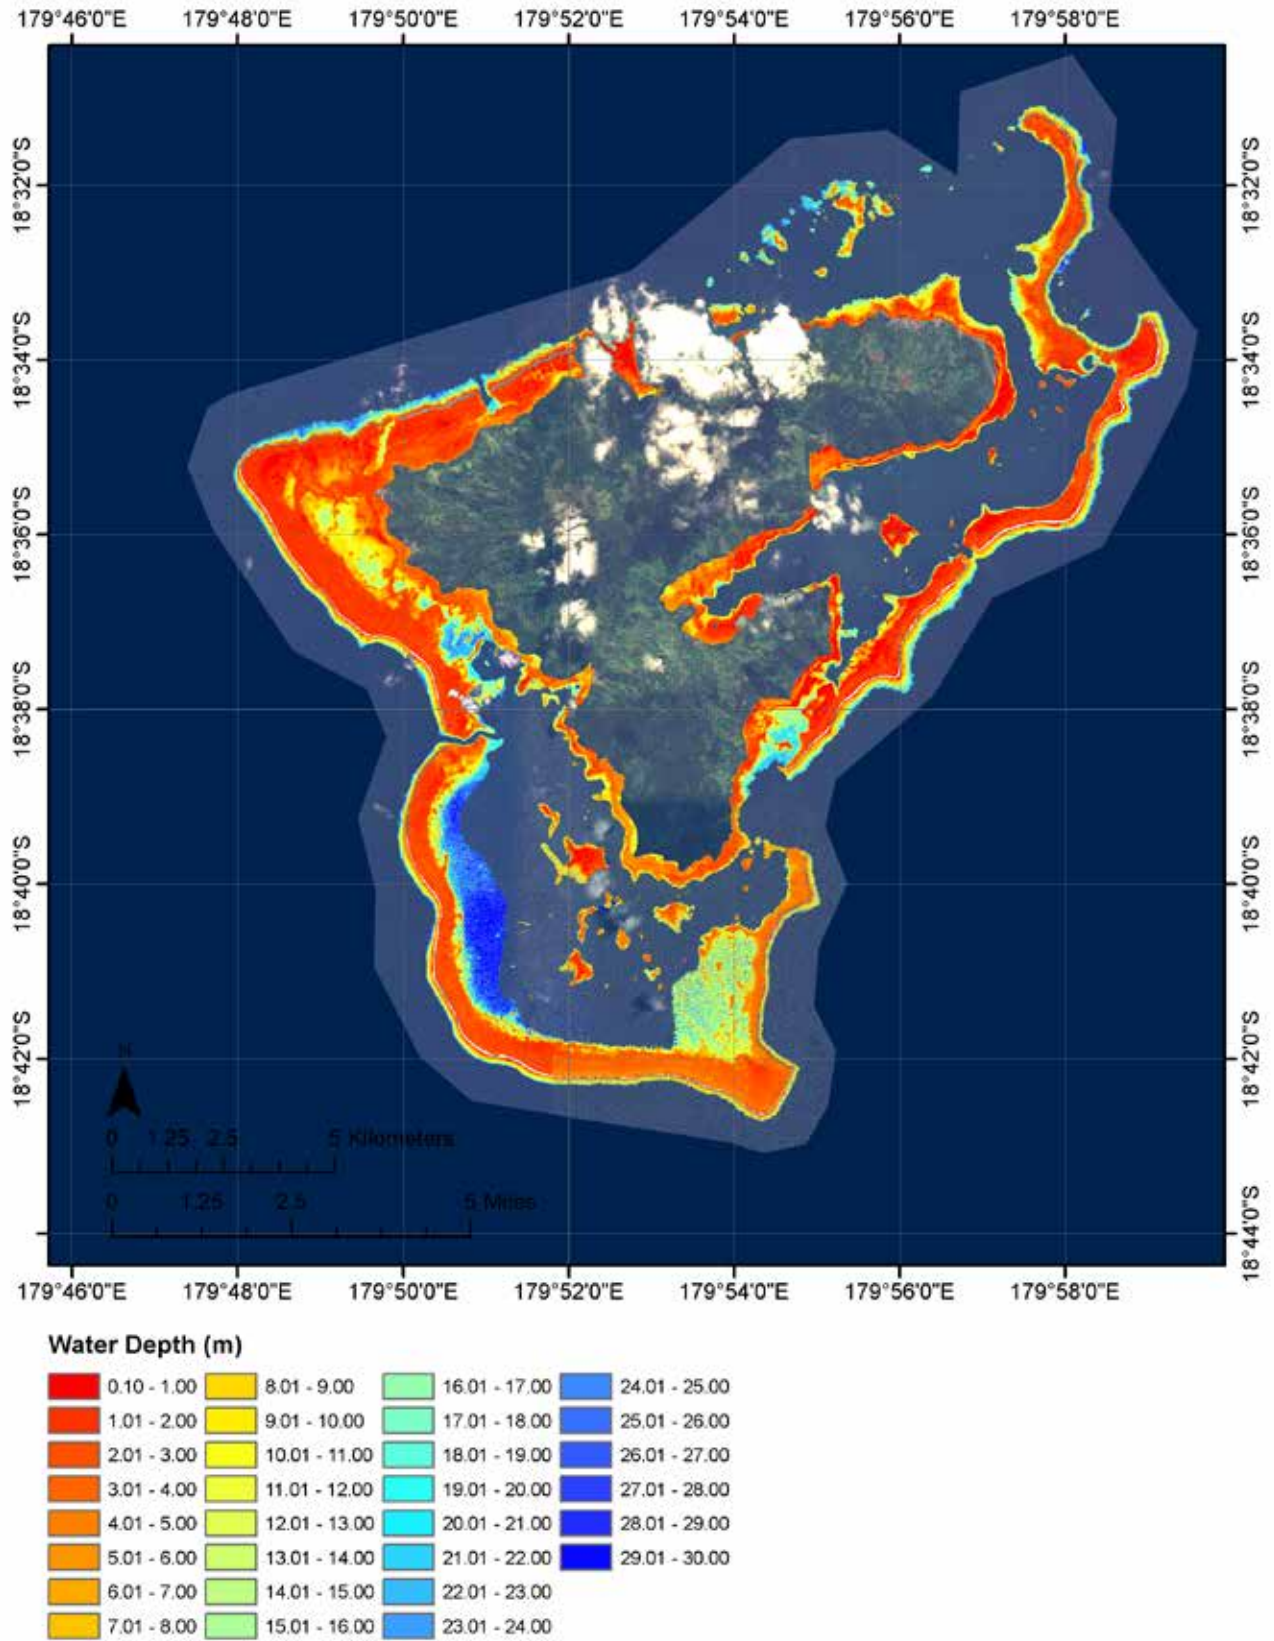 179°46'0"E 179°48'0"E 179°50'0"E 179°52'0"E 179°54'0"E 179°56'0"E 179°58'0"E
18°32'0"S 18°32'0"S
18°34'0"S 18°34'0"S
18°36'0"S 18°36'0"S
18°38'0"S 18°38'0"S
18°40'0"S 18°40'0"S
18°42'0"S 18°42'0"S
N
0 1.25 2.5 5 Kilometers
0 1.25 2.5 5 Miles
18°44'0"S
179°46'0"E 179°48'0"E 179°50'0"E 179°52'0"E 179°54'0"E 179°56'0"E 179°58'0"E
Water Depth (m)
0.10 - 1.00 8.01 - 9.00 16.01 - 17.00 24.01 - 25.00
1.01 - 2.00 9.01 - 10.00 17.01 - 18.00 25.01 - 26.00
2.01 - 3.00 10.01 - 11.00 18.01 - 19.00 26.01 - 27.00
3.01 - 4.00 11.01 - 12.00 19.01 - 20.00 27.01 - 28.00
4.01 - 5.00 12.01 - 13.00 20.01 - 21.00 28.01 - 29.00
5.01 - 6.00 13.01 - 14.00 21.01 - 22.00 29.01 - 30.00
6.01 - 7.00 14.01 - 15.00 22.01 - 23.00
7.01 - 8.00 15.01 - 16.00 23.01 - 24.00